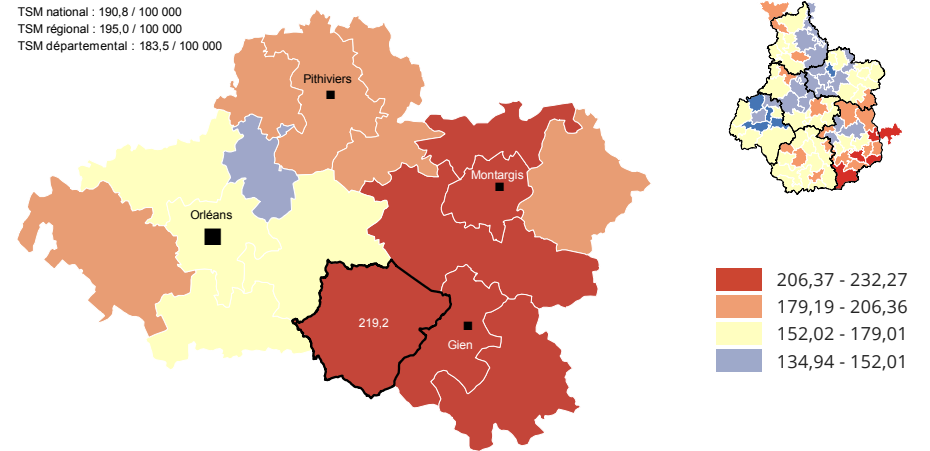 TSM national : 190,8 / 100 000
TSM régional : 195,0 / 100 000
TSM départemental : 183,5 / 100 000
Pithiviers
Montargis
Orléans
219,2
Gien
206,37 - 232,27
179,19 - 206,36
152,02 - 179,01
134,94 - 152,01